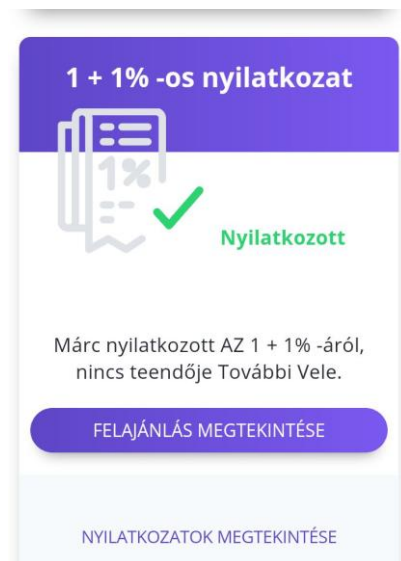 1 + 1% -os nyilatkozat
1%
Nyilatkozott
Márc nyilatkozott AZ 1 + 1% -áról,
nincs teendője További Vele.
FELAJÁNLÁS MEGTEKINTÉSE
NYILATKOZATOK MEGTEKINTÉSE